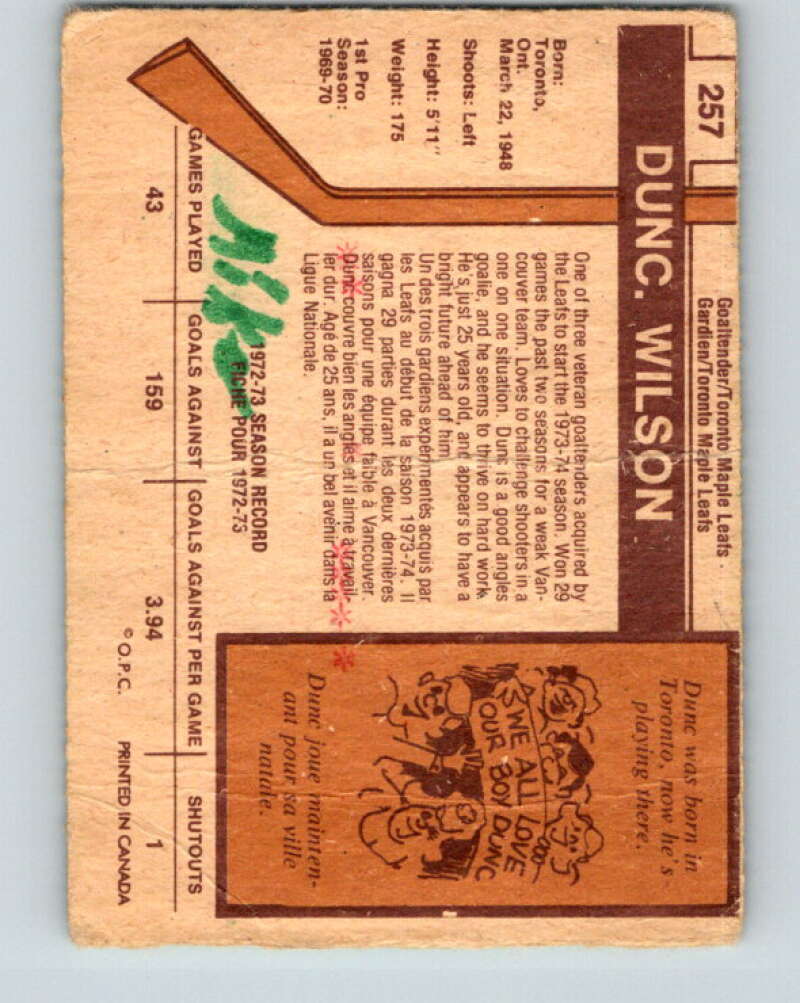 257
Goaltender/Toronto Maple Leafs ·
Gardien/Toronto Maple Leafs
DUNC. WILSON
Born:
Toronto,
Ont.
March 22, 1948
Shoots: Left
Height: 5'11"
Weight: 175
1st Pro
Season:
1969-70
One of three veteran goaltenders acquired by
the Leafs to start the 1973-74 season. Won 29
games the past two seasons for a weak Van-
couver team. Loves to challenge shooters in a
one on one situation. Dunc is a good angles
goalie, and he seems to thrive on hard work.
He's just 25 years old, and appears to have a
bright future ahead of him.
Un des trois gardiens expérimentés acquis par
les Leafs au début de la saison 1973-74. Il
gagna 29 parties durant les deux dernières
saisons pour une équipe faible à Vancouver.
Dunc couvre bien les angles et il aime à travail-
ler dur. Agé de 25 ans, il a un bel avenir dans la
Ligue Nationale.
Dunc was born in
Toronto, now he's
playing there.
WE ALL LOVE
OUR BOY DUNC
Dunc joue mainten-
ant pour sa ville
natale.
Mike
1972-73 SEASON RECORD
FICHE POUR 1972-73
GAMES PLAYED GOALS AGAINST GOALS AGAINST PER GAME SHUTOUTS
43 159 3.94 1
© O.P.C. PRINTED IN CANADA